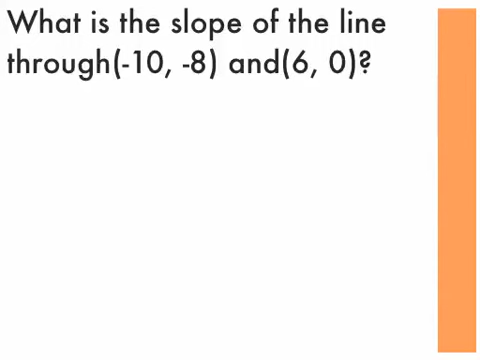 What is the slope of the line
through(-10, -8) and(6, 0)?